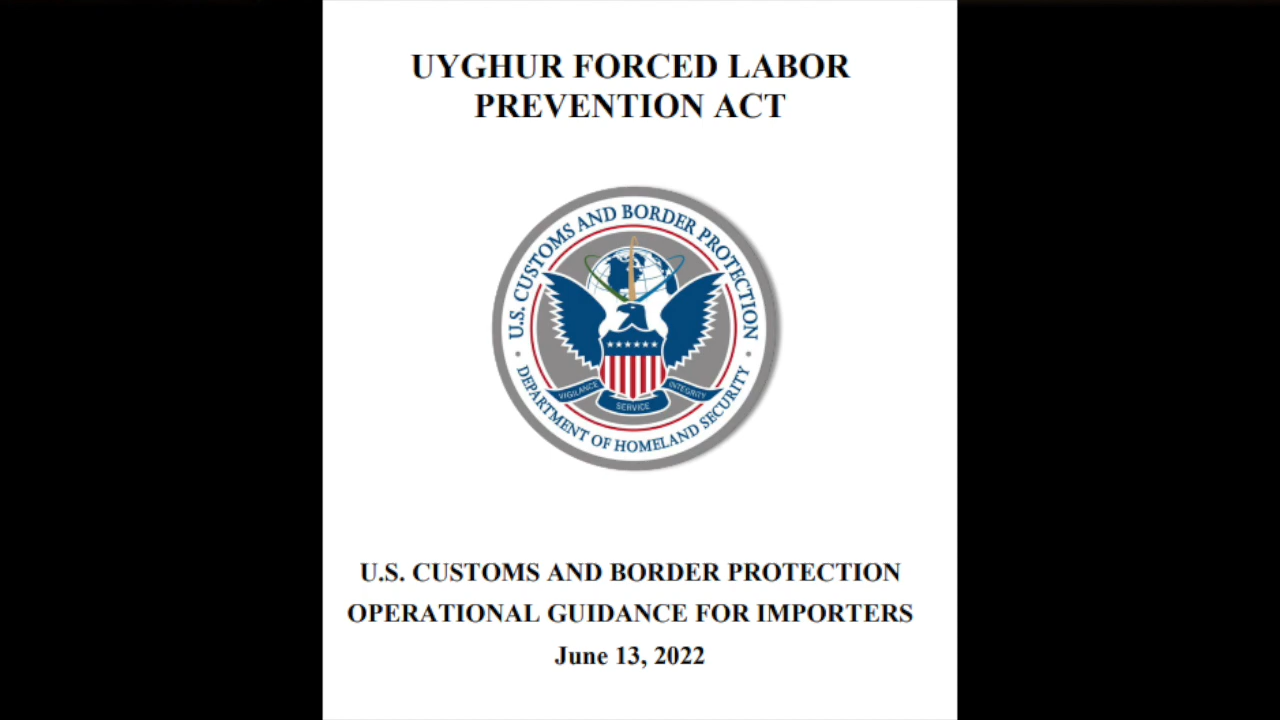 UYGHUR FORCED LABOR
PREVENTION ACT
U.S. CUSTOMS AND BORDER PROTECTION
VIGILANCE
SERVICE
INTEGRITY
DEPARTMENT OF HOMELAND SECURITY
U.S. CUSTOMS AND BORDER PROTECTION
OPERATIONAL GUIDANCE FOR IMPORTERS
June 13, 2022